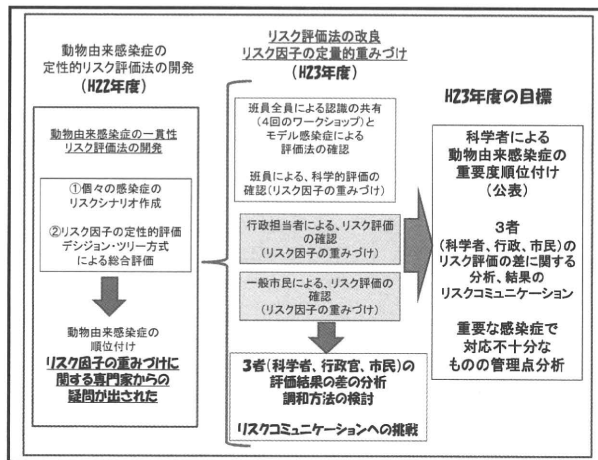 動物由来感染症の
定性的リスク評価法の開発
(H22年度)
動物由来感染症の一貫性
リスク評価法の開発
①個々の感染症の
リスクシナリオ作成
②リスク因子の定性的評価
デシジョン・ツリー方式
による総合評価
動物由来感染症の
順位付け
リスク因子の重みづけに
関する専門家からの
疑問が出された
リスク評価法の改良
リスク因子の定量的重みづけ
(H23年度)
班員全員による認識の共有
(4回のワークショップ)と
モデル感染症による
評価法の確認
班員による、科学的評価の
確認(リスク因子の重みづけ)
行政担当者による、リスク評価
の確認
(リスク因子の重みづけ)
一般市民による、リスク評価の
確認
(リスク因子の重みづけ)
3者(科学者、行政官、市民)の
評価結果の差の分析
調和方法の検討
リスクコミュニケーションへの挑戦
H23年度の目標
科学者による
動物由来感染症の
重要度順位付け
(公表)
3者
(科学者、行政、市民)の
リスク評価の差に関する
分析、結果の
リスクコミュニケーション
重要な感染症で
対応不十分な
ものの管理点分析